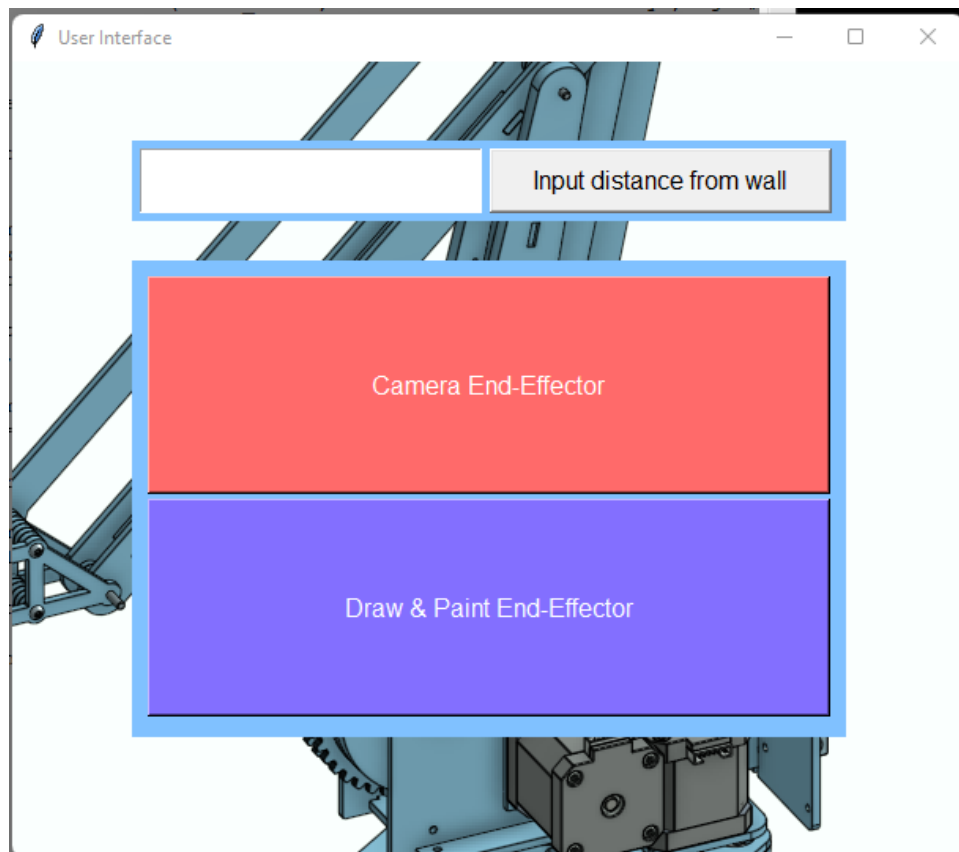 User Interface
Input distance from wall
Camera End-Effector
Draw & Paint End-Effector